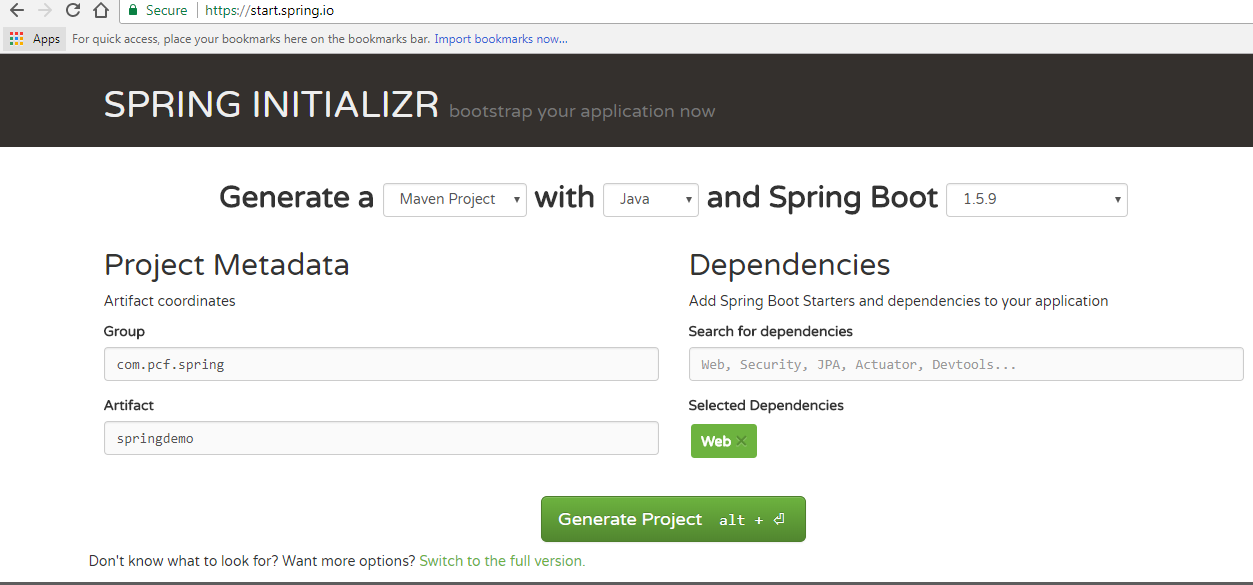 Secure https://start.spring.io
Apps For quick access, place your bookmarks here on the bookmarks bar. Import bookmarks now...
SPRING INITIALIZR bootstrap your application now
Generate a Maven Project with Java and Spring Boot 1.5.9
Project Metadata
Artifact coordinates
Group
com.pcf.spring
Artifact
springdemo
Dependencies
Add Spring Boot Starters and dependencies to your application
Search for dependencies
Web, Security, JPA, Actuator, Devtools...
Selected Dependencies
Web ×
Generate Project alt + ⏎
Don't know what to look for? Want more options? Switch to the full version.